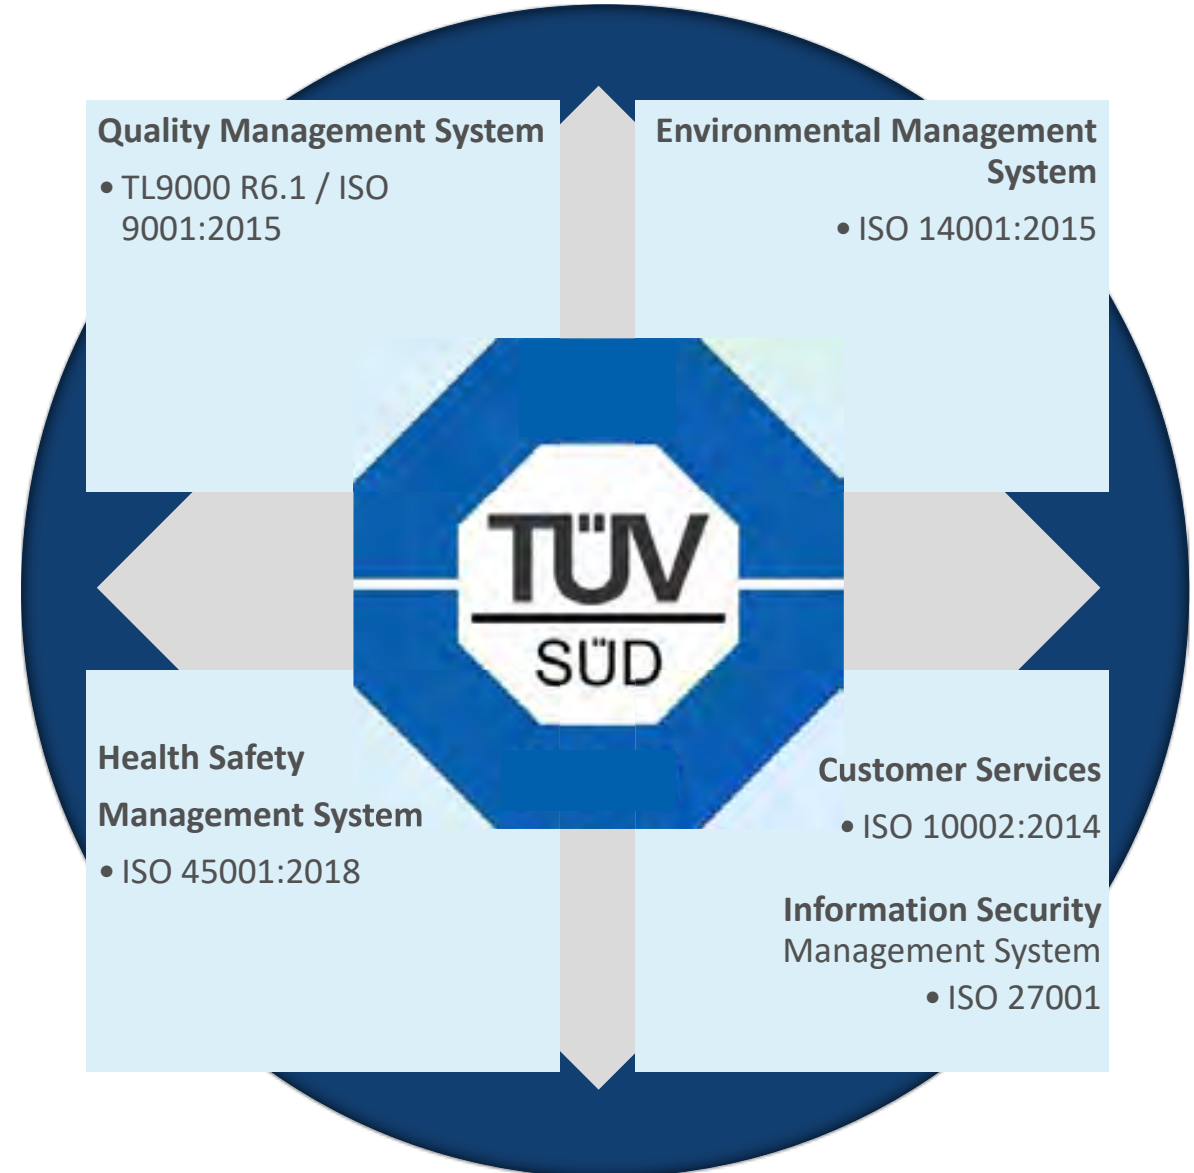 Quality Management System
• TL9000 R6.1 / ISO
9001:2015
Environmental Management
System
• ISO 14001:2015
TÜV
SÜD
Health Safety
Management System
• ISO 45001:2018
Customer Services
• ISO 10002:2014
Information Security
Management System
• ISO 27001